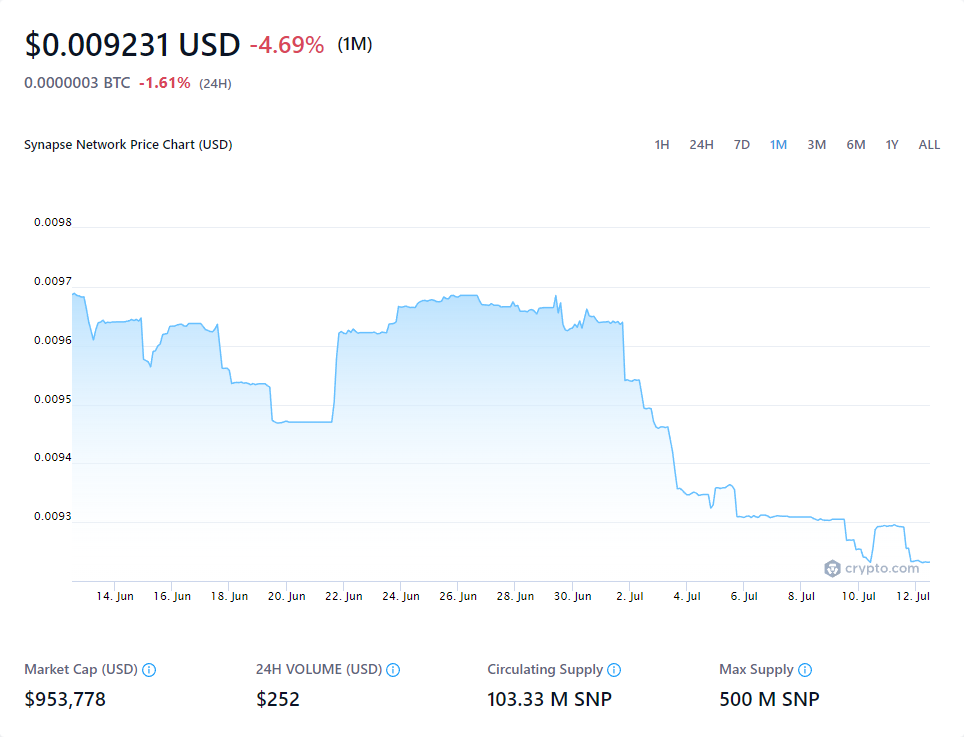 $0.009231 USD -4.69% (1M)
0.0000003 BTC -1.61% (24H)
Synapse Network Price Chart (USD)
1H 24H 7D 1M 3M 6M 1Y ALL
0.0098
0.0097
0.0096
0.0095
0.0094
0.0093
crypto.com
14. Jun 16. Jun 18. Jun 20. Jun 22. Jun 24. Jun 26. Jun 28. Jun 30. Jun 2. Jul 4. Jul 6. Jul 8. Jul 10. Jul 12. Jul
Market Cap (USD) 24H VOLUME (USD) Circulating Supply Max Supply
$953,778 $252 103.33 M SNP 500 M SNP